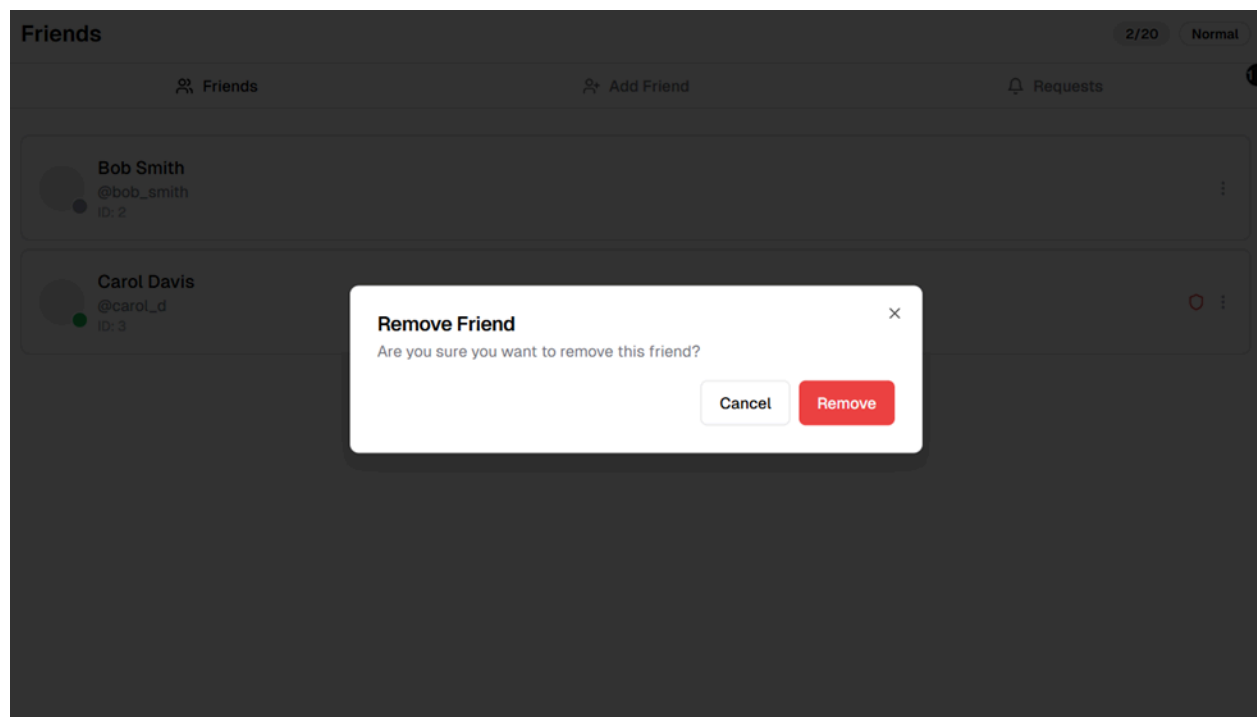 Friends
2/20 Normal
Friends Add Friend Requests
Bob Smith
@bob_smith
ID: 2
Carol Davis
@carol_d
ID: 3
Remove Friend
Are you sure you want to remove this friend?
Cancel Remove